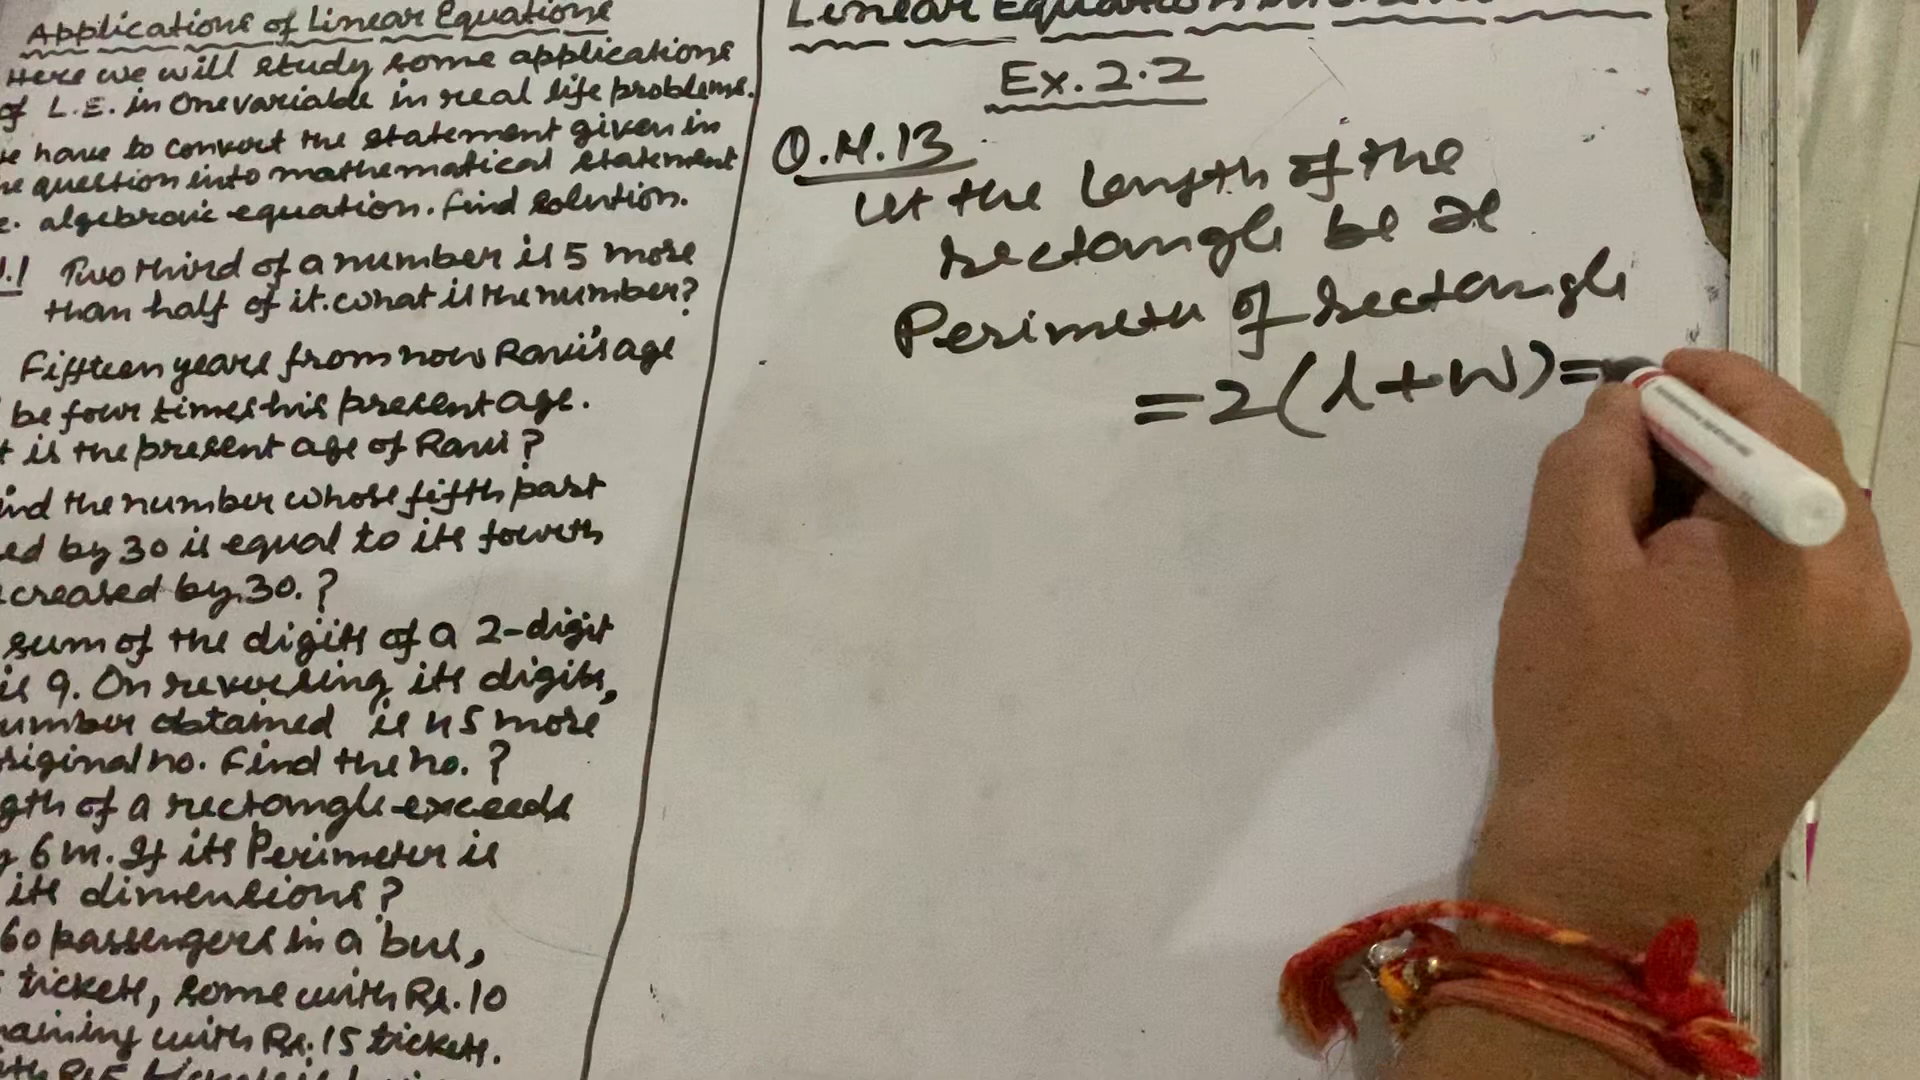 Applications of Linear Equations
Here we will study some applications
of L.E. in One variable in real life problems.
have to convert the statement given in
question into mathematical statement
algebraic equation. find solution.
.1 Two third of a number is 5 more
than half of it. what is the number?
Fifteen years from now Ravi's age
be four times his present age.
is the present age of Ravi?
the number whose fifth part
by 30 is equal to its fourth
by 30.?
sum of the digits of a 2-digit
is 9. On reversing its digits,
obtained is 45 more
no. Find the no.?
of a rectangle exceeds
6 m. If its Perimeter is
its dimensions?
60 passengers in a bus,
tickets, some with Rs. 10
with Rs. 15 tickets.
Linear Equation
Ex. 2.2
Q.N.13
Let the Length of the
rectangle be x
Perimeter of rectangle
=2(l+w)=